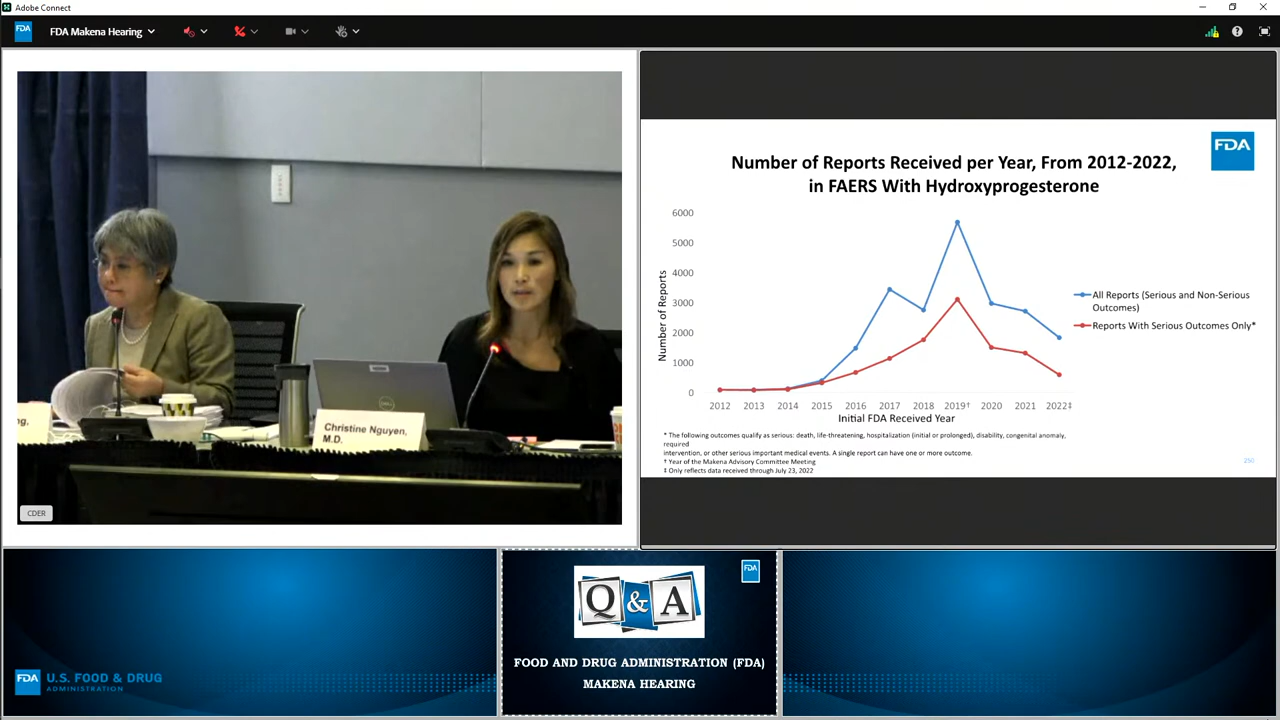 Adobe Connect
FDA
FDA Makena Hearing
ng,
Christine Nguyen,
M.D.
DELL
CDER
FDA
Number of Reports Received per Year, From 2012-2022,
in FAERS With Hydroxyprogesterone
Number of Reports
6000
5000
4000
3000
2000
1000
0
2012 2013 2014 2015 2016 2017 2018 2019† 2020 2021 2022‡
Initial FDA Received Year
All Reports (Serious and Non-Serious
Outcomes)
Reports With Serious Outcomes Only*
* The following outcomes qualify as serious: death, life-threatening, hospitalization (initial or prolonged), disability, congenital anomaly,
required
intervention, or other serious important medical events. A single report can have one or more outcome.
† Year of the Makena Advisory Committee Meeting
‡ Only reflects data received through July 23, 2022
250
FDA U.S. FOOD & DRUG
ADMINISTRATION
FDA
Q & A
FOOD AND DRUG ADMINISTRATION (FDA)
MAKENA HEARING